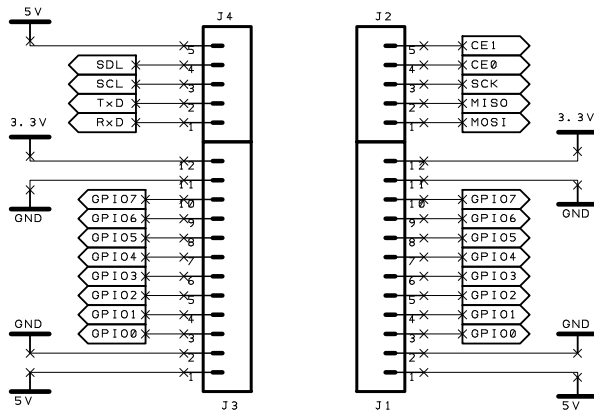 5V J4 J2
5 5 CE1
SDL 4 4 CE0
SCL 3 3 SCK
TxD 2 2 MISO
RxD 1 1 MOSI
3.3V 3.3V
12 12
11 11
GND GND
GPIO7 10 10 GPIO7
GPIO6 9 9 GPIO6
GPIO5 8 8 GPIO5
GPIO4 7 7 GPIO4
GPIO3 6 6 GPIO3
GPIO2 5 5 GPIO2
GPIO1 4 4 GPIO1
GPIO0 3 3 GPIO0
GND GND
2 2
1 1
5V J3 J1 5V